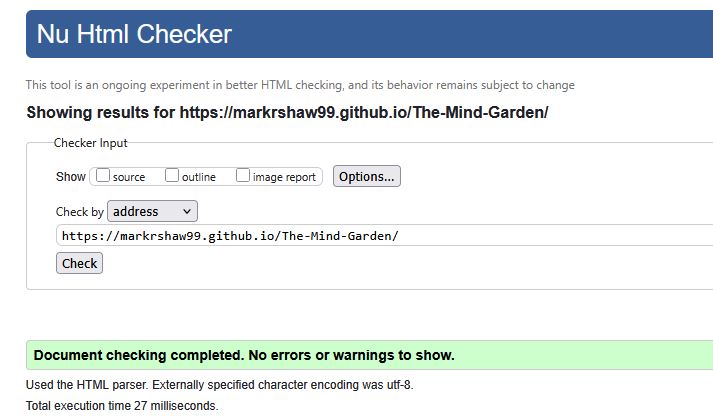 Nu Html Checker
This tool is an ongoing experiment in better HTML checking, and its behavior remains subject to change
Showing results for https://markrshaw99.github.io/The-Mind-Garden/
Checker Input
Show source outline image report Options...
Check by address
https://markrshaw99.github.io/The-Mind-Garden/
Check
Document checking completed. No errors or warnings to show.
Used the HTML parser. Externally specified character encoding was utf-8.
Total execution time 27 milliseconds.